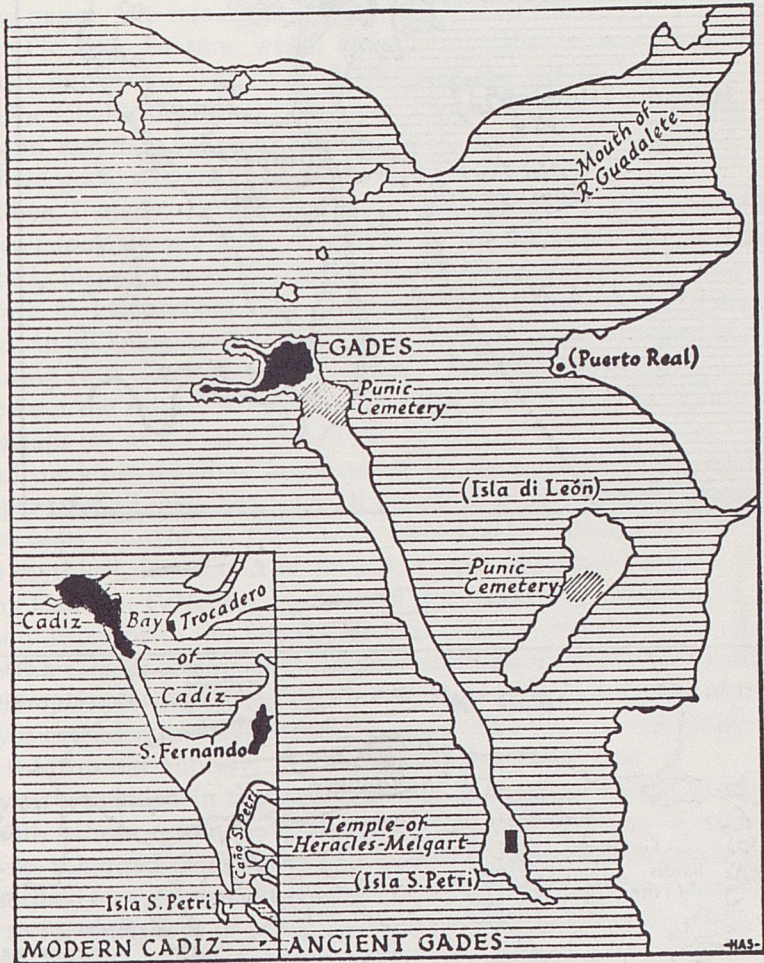 Mouth of
R. Guadalete
GADES
(Puerto Real)
Punic
Cemetery
(Isla di León)
Punic
Cemetery
Temple of
Heracles-Melqart
(Isla S. Petri)
ANCIENT GADES
-HAS-
Cadiz
Bay
of
Cadiz
Trocadero
S. Fernando
Caño S. Petri
Isla S. Petri
MODERN CADIZ